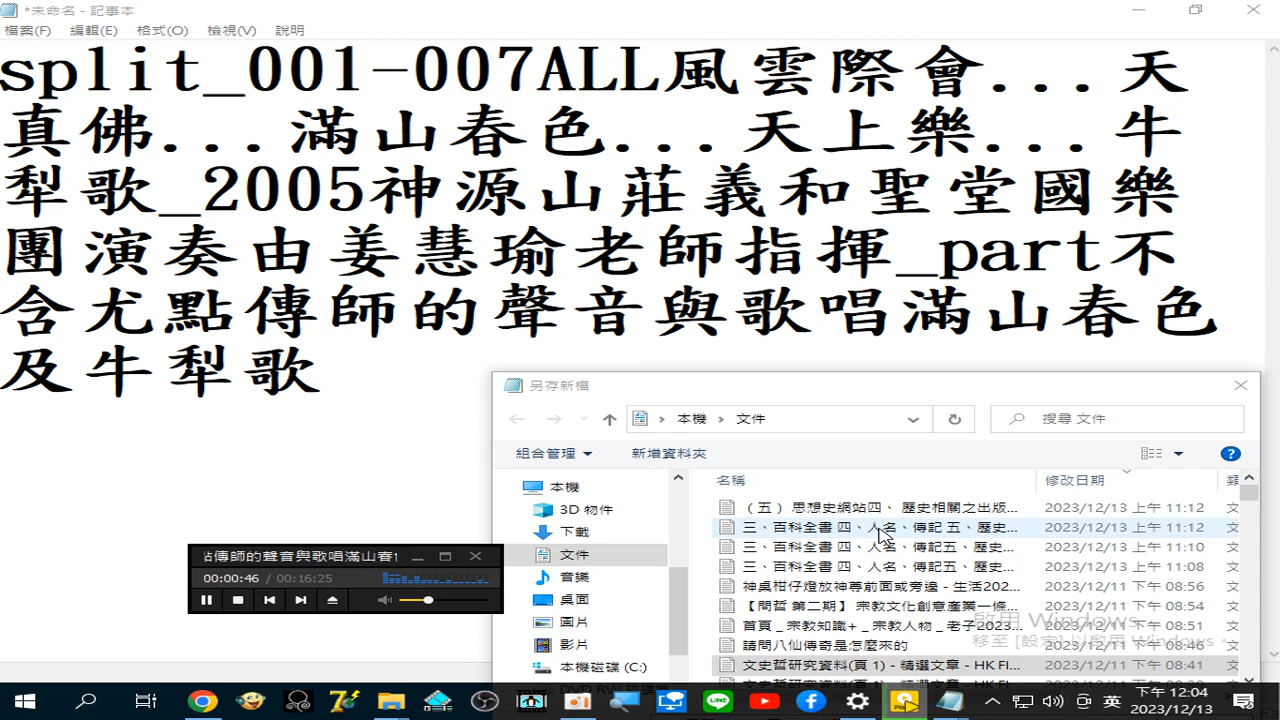 *未命名 - 記事本
檔案(F) 編輯(E) 格式(O) 檢視(V) 說明
split_001-007ALL風雲際會...天
真佛...滿山春色...天上樂...牛
犁歌_2005神源山莊義和聖堂國樂
團演奏由姜慧瑜老師指揮_part不
含尤點傳師的聲音與歌唱滿山春色
及牛犁歌
另存新檔
本機 文件
搜尋 文件
組合管理 新增資料夾
名稱 修改日期 類
本機
3D 物件
下載
文件
音樂
桌面
圖片
影片
本機磁碟 (C:)
（五） 思想史網站四、 歷史相關之出版... 2023/12/13 上午 11:12 文
三、百科全書 四、人名、傳記 五、歷史... 2023/12/13 上午 11:12 文
三、百科全書 四、人名、傳記五、歷史... 2023/12/13 上午 11:10 文
三、百科全書 四、人名、傳記五、歷史... 2023/12/13 上午 11:08 文
神桌柑仔燈放神尊前面或旁邊 - 生活202... 2023/12/11 下午 08:56 文
【問哲 第二期】 宗教文化創意產業一條... 2023/12/11 下午 08:54 文
首頁 _ 宗教知識+ _ 宗教人物 _ 老子2023... 2023/12/11 下午 08:51 文
請問八仙傳奇是怎麼來的 2023/12/11 下午 08:46 文
文史哲研究資料(頁 1) - 精選文章 - HK Fl... 2023/12/11 下午 08:41 文
點傳師的聲音與歌唱滿山春
00:00:46 / 00:16:25
啟用 Windows
移至 [設定] 以啟用 Windows。
英
下午 12:04
2023/12/13